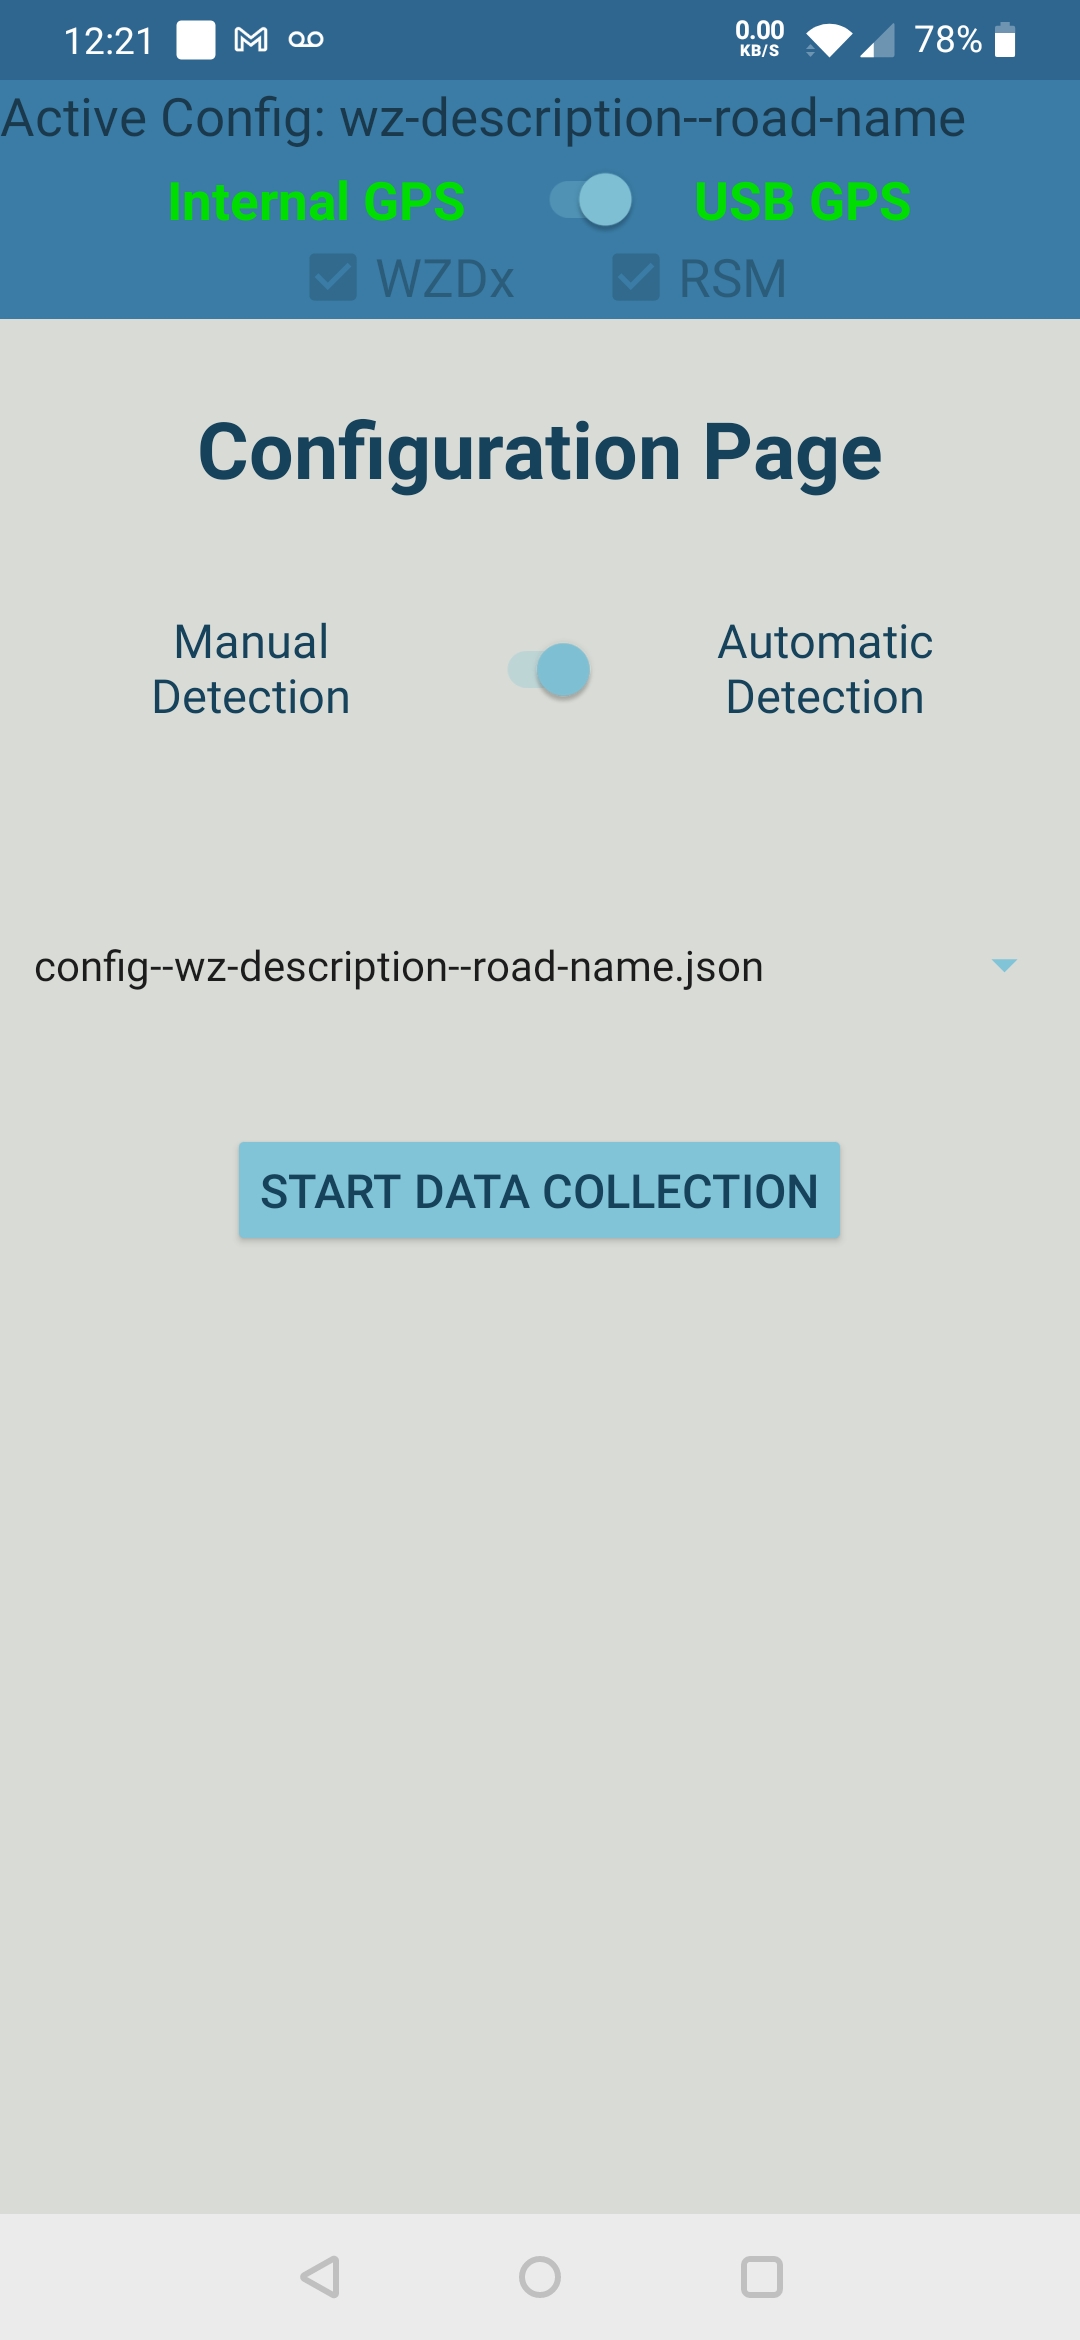 12:21
0.00
KB/S
78%
Active Config: wz-description--road-name
Internal GPS
USB GPS
WZDx
RSM
Configuration Page
Manual
Detection
Automatic
Detection
config--wz-description--road-name.json
START DATA COLLECTION